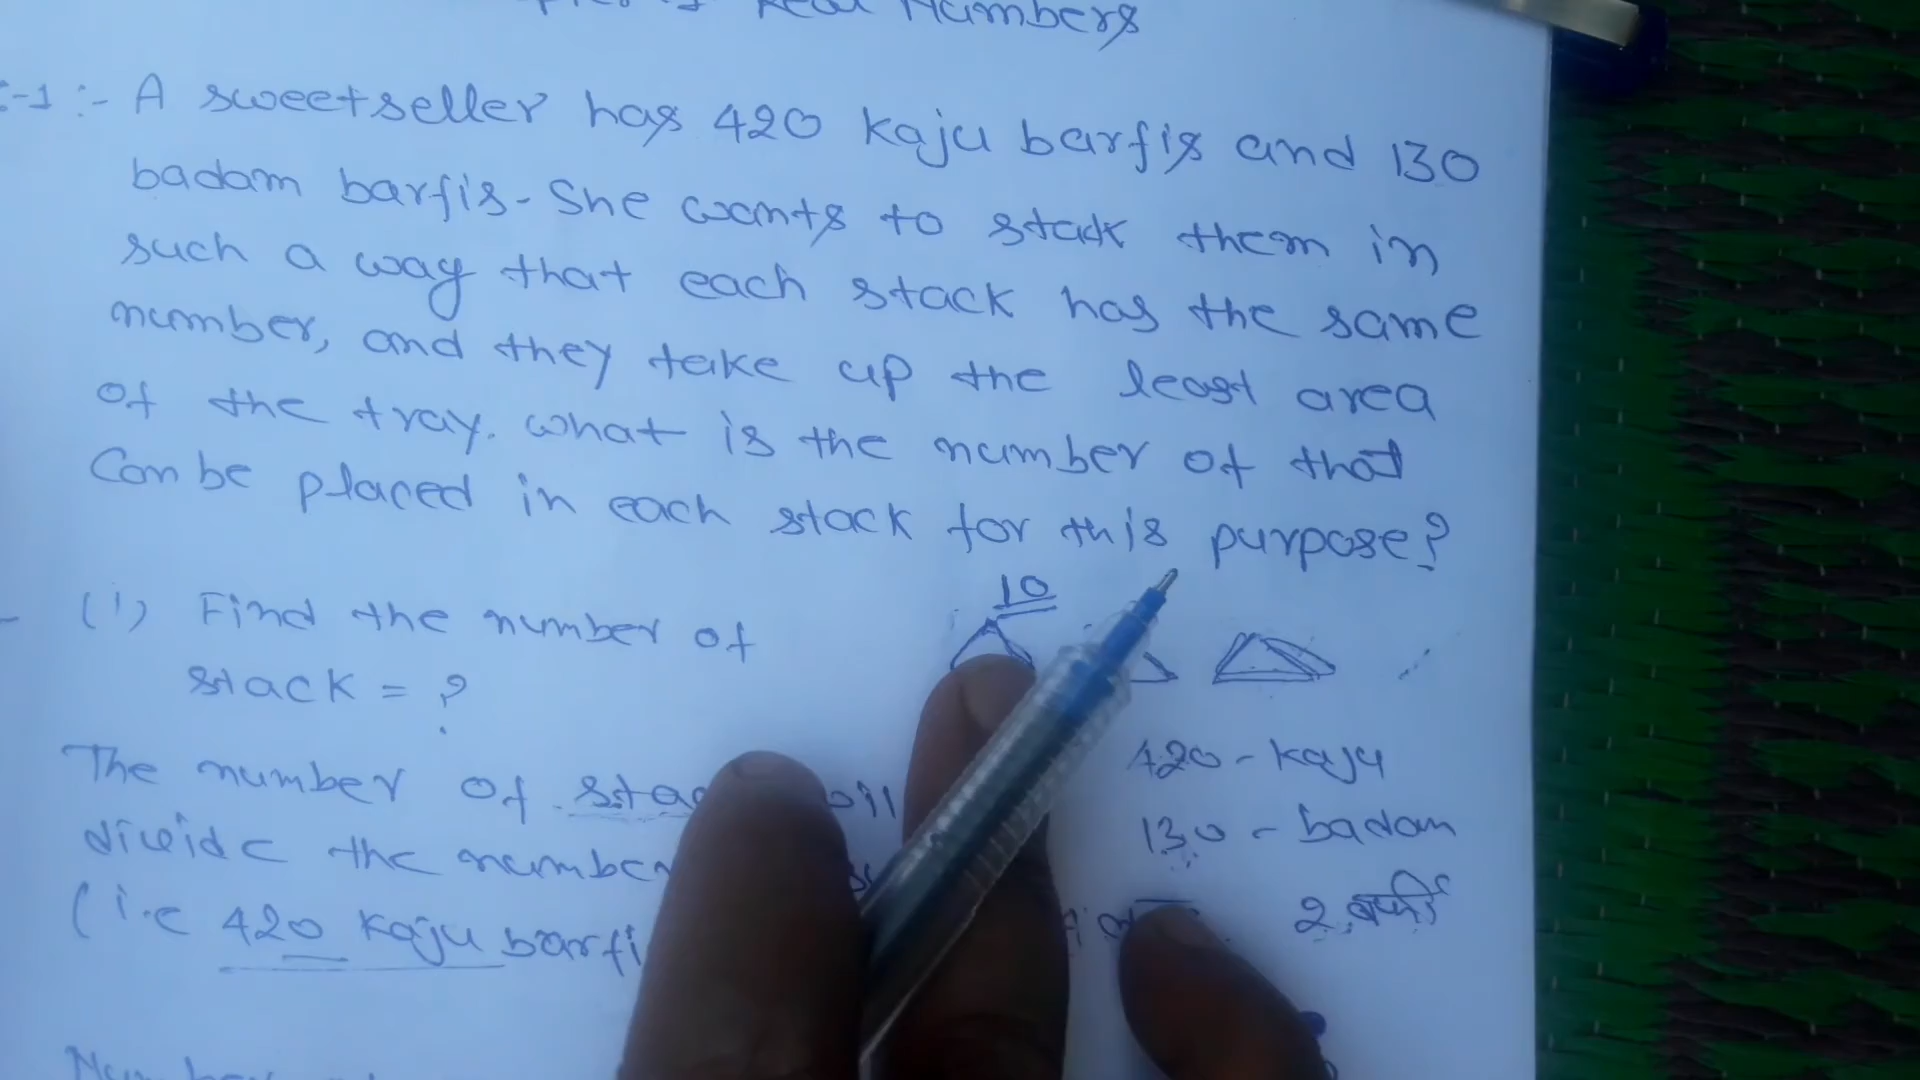 Real Numbers
:-1 :- A sweetseller has 420 kaju barfis and 130
badam barfis. She wants to stack them in
such a way that each stack has the same
number, and they take up the least area
of the tray. what is the number of that
Can be placed in each stack for this purpose?
10
(i) Find the number of
stack = ?
420 - kaju
The number of
130 - badam
divide the number
2 बर्फी
(i.e 420 kaju barfi